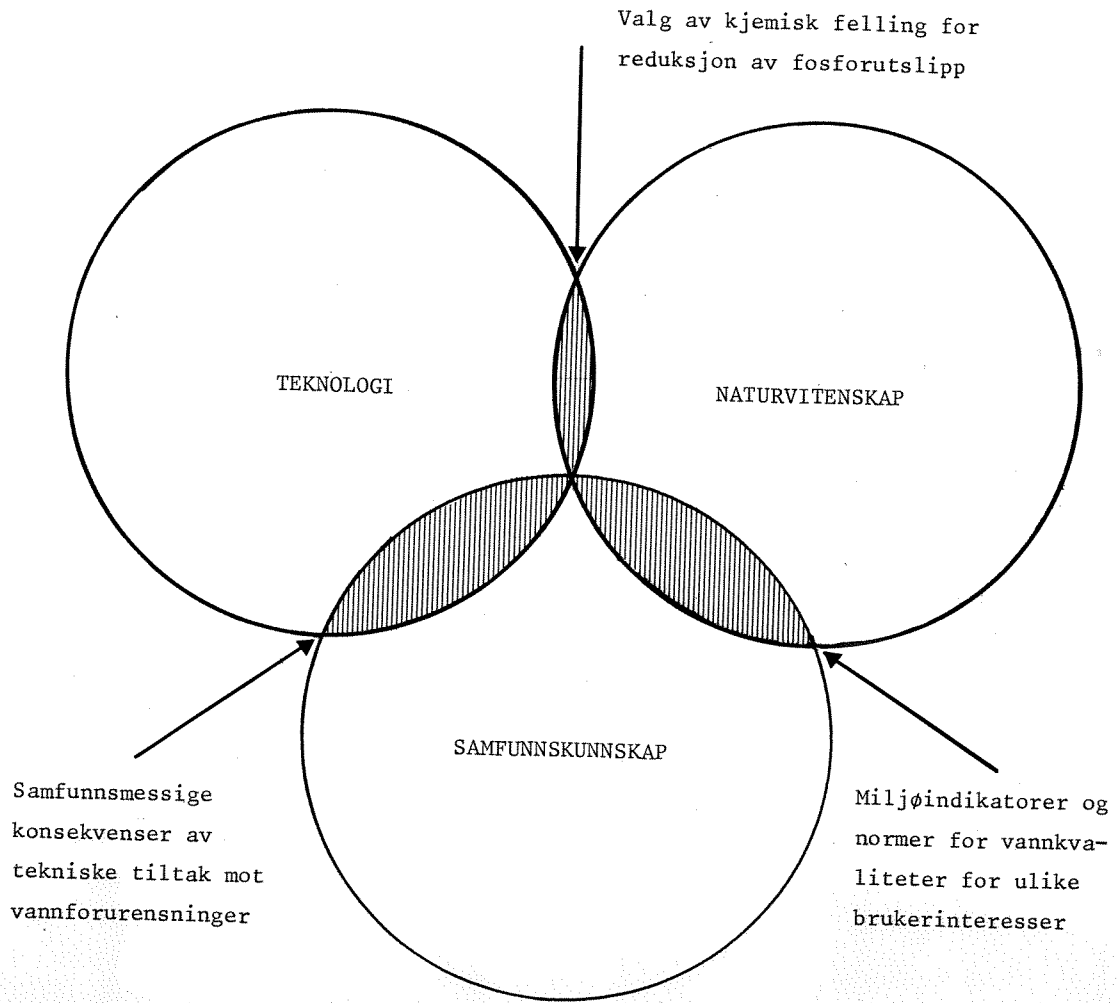 Valg av kjemisk felling for
reduksjon av fosforutslipp
TEKNOLOGI
NATURVITENSKAP
SAMFUNNSKUNNSKAP
Samfunnsmessige
konsekvenser av
tekniske tiltak mot
vannforurensninger
Miljøindikatorer og
normer for vannkva-
liteter for ulike
brukerinteresser